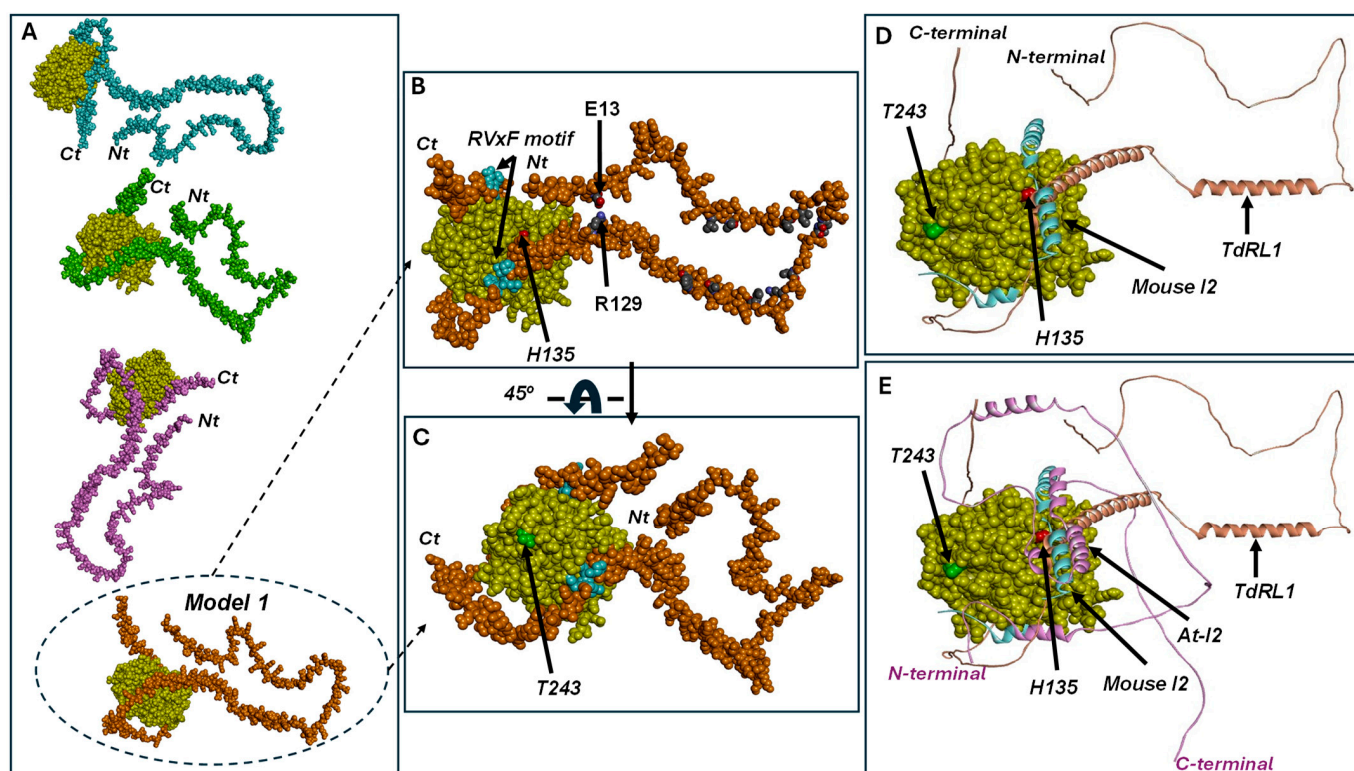 A
Ct
Nt
Ct
Nt
Ct
Nt
Model 1
B
E13
RVxF motif
Ct
Nt
R129
H135
45º
C
Nt
Ct
T243
D
C-terminal
N-terminal
T243
TdRL1
Mouse I2
H135
E
T243
TdRL1
At-I2
N-terminal
H135
Mouse I2
C-terminal